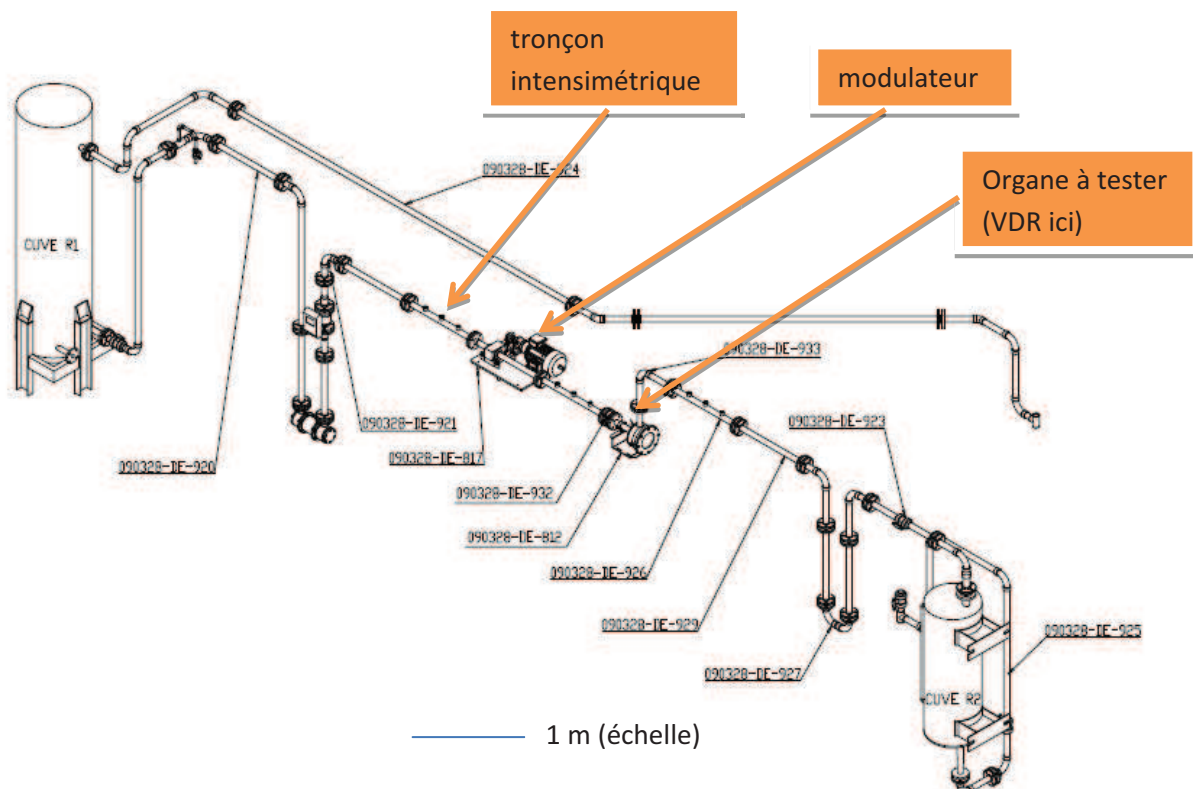 tronçon
intensimétrique
modulateur
Organe à tester
(VDR ici)
090328-DE-924
CUVE R1
090328-DE-933
090328-DE-921
090328-DE-923
090328-DE-817
090328-DE-920
090328-DE-932
090328-DE-812
090328-DE-926
090328-DE-929
090328-DE-925
090328-DE-927
CUVE R2
1 m (échelle)